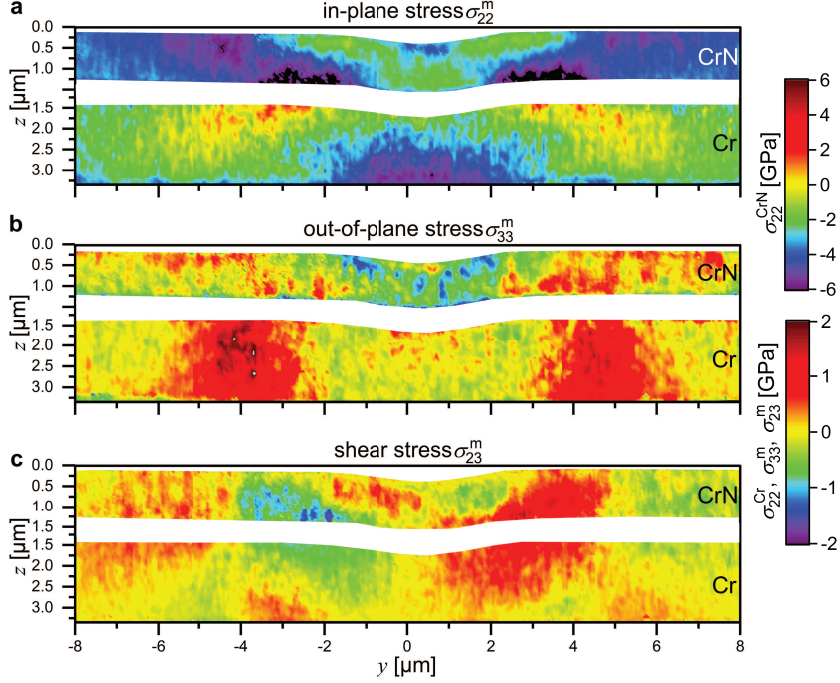 a in-plane stress σ₂₂ᵐ
0.0
0.5
1.0
1.5
2.0
2.5
3.0
z [µm]
CrN
Cr
b out-of-plane stress σ₃₃ᵐ
0.0
0.5
1.0
1.5
2.0
2.5
3.0
z [µm]
CrN
Cr
c shear stress σ₂₃ᵐ
0.0
0.5
1.0
1.5
1.5
2.0
2.5
3.0
z [µm]
CrN
Cr
-8 -6 -4 -2 0 2 4 6 8
y [µm]
6
4
2
0
-2
-4
-6
σ₂₂ᶜʳᴺ [GPa]
2
1
0
-1
-2
σ₂₂ᶜʳ, σ₃₃ᵐ, σ₂₃ᵐ [GPa]